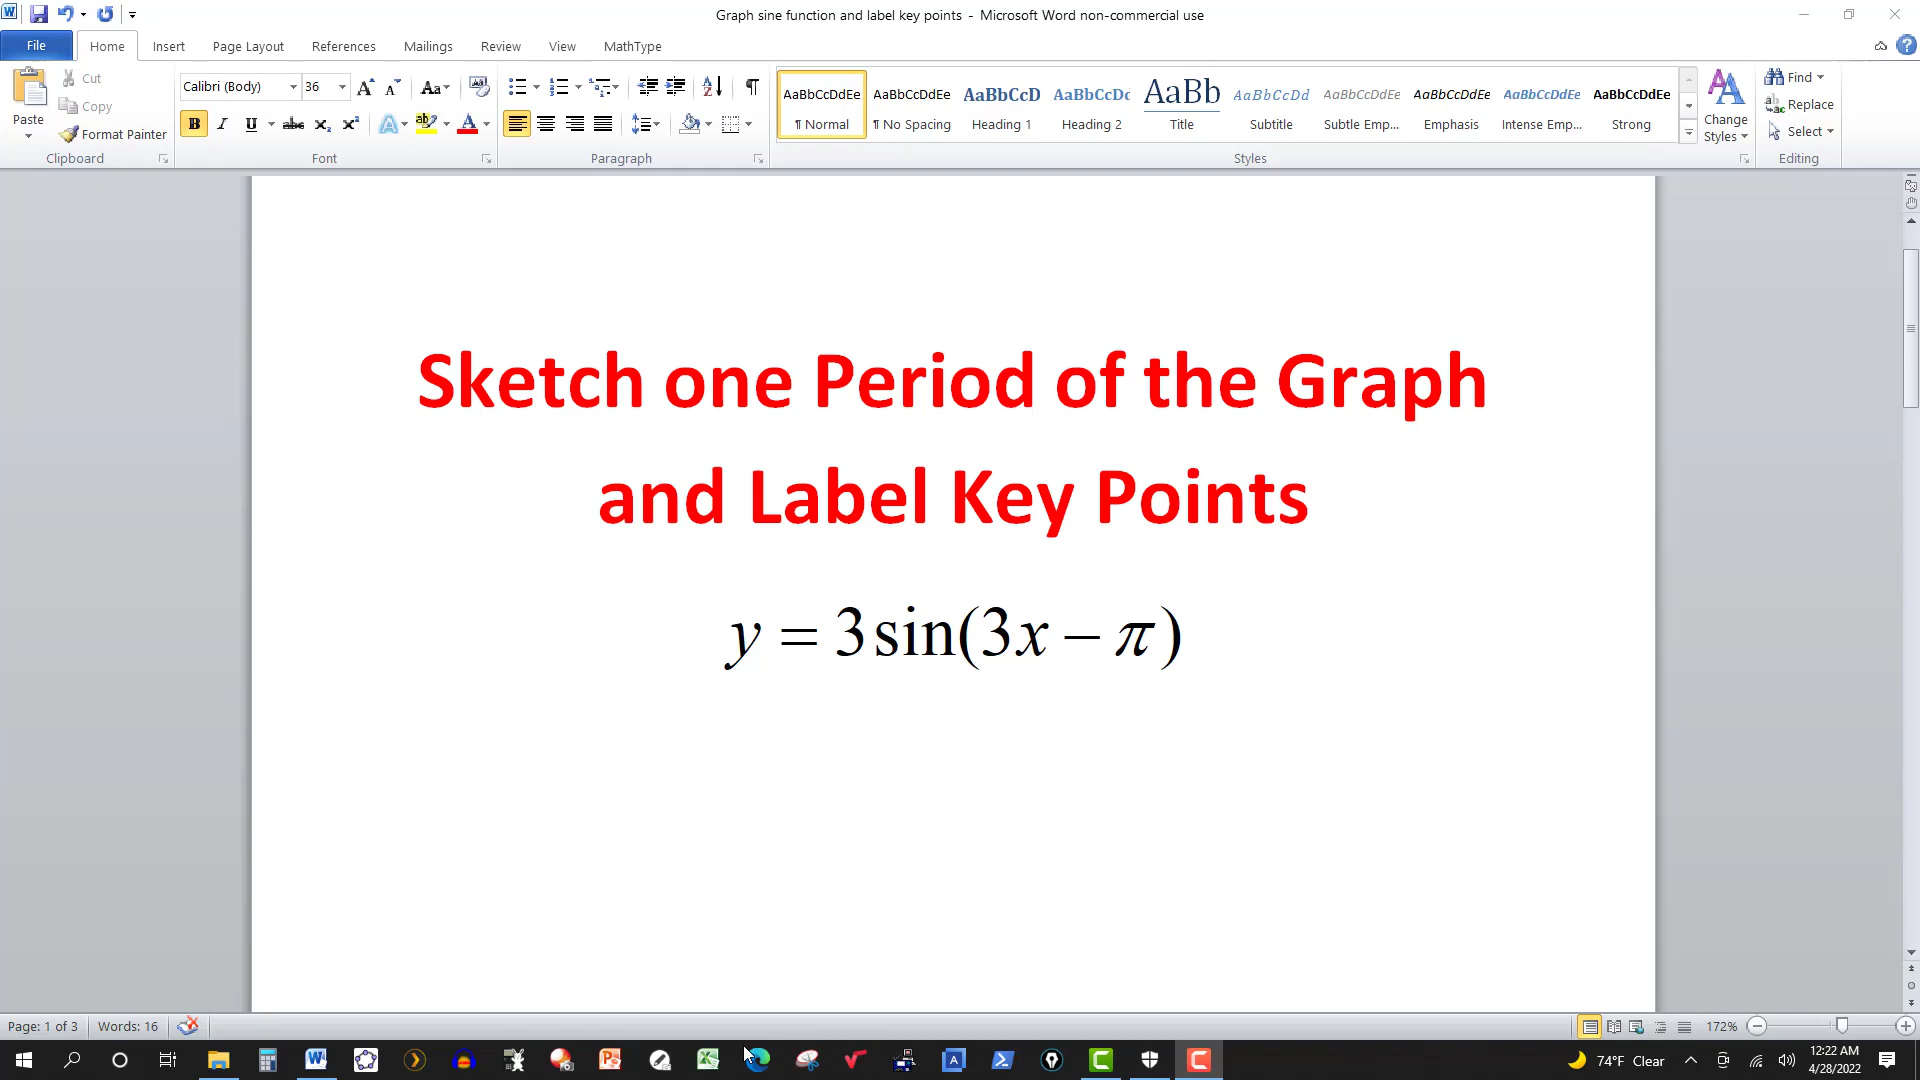 Graph sine function and label key points - Microsoft Word non-commercial use
File Home Insert Page Layout References Mailings Review View MathType
Paste
Cut
Copy
Format Painter
Clipboard
Calibri (Body) 36
Font
Paragraph
AaBbCcDdEe AaBbCcDdEe AaBbCcD AaBbCcDc AaBb AaBbCcDd AaBbCcDdEe AaBbCcDdEe AaBbCcDdEe AaBbCcDdEe
¶ Normal ¶ No Spacing Heading 1 Heading 2 Title Subtitle Subtle Emp... Emphasis Intense Emp... Strong
Styles
Change
Styles
Find
Replace
Select
Editing
Sketch one Period of the Graph
and Label Key Points
y = 3sin(3x − π)
Page: 1 of 3 Words: 16
172%
74°F Clear
12:22 AM
4/28/2022